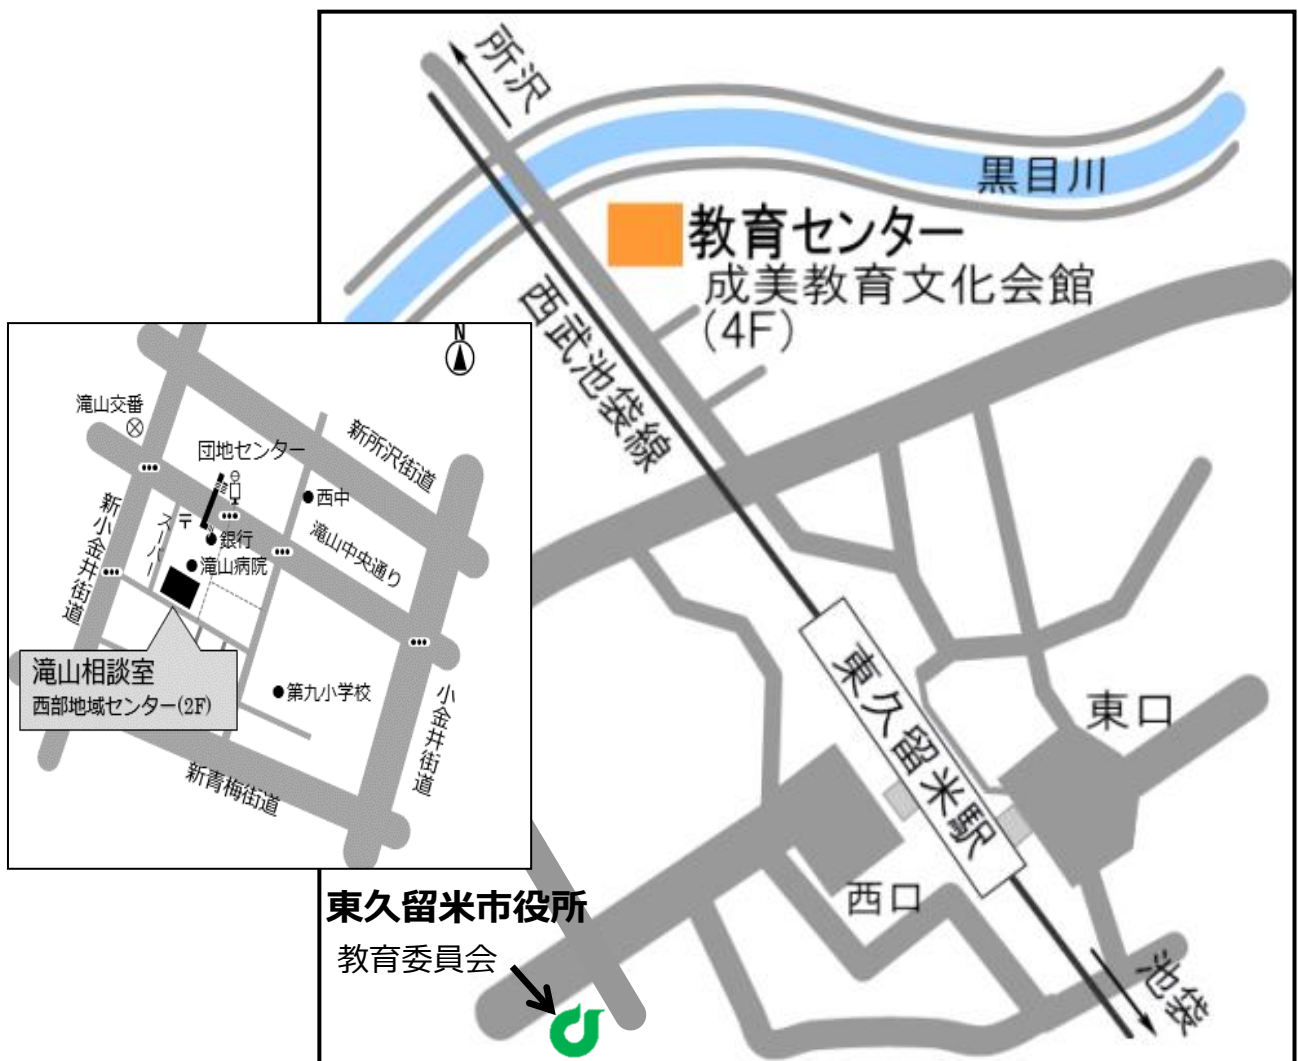 所沢
黒目川
教育センター
成美教育文化会館
(4F)
西武池袋線
東久留米駅
東口
西口
池袋
東久留米市役所
教育委員会
N
滝山交番
団地センター
新所沢街道
西中
滝山中央通り
新小金井街道
スーパー
〒
銀行
滝山病院
滝山相談室
西部地域センター(2F)
第九小学校
小金井街道
新青梅街道